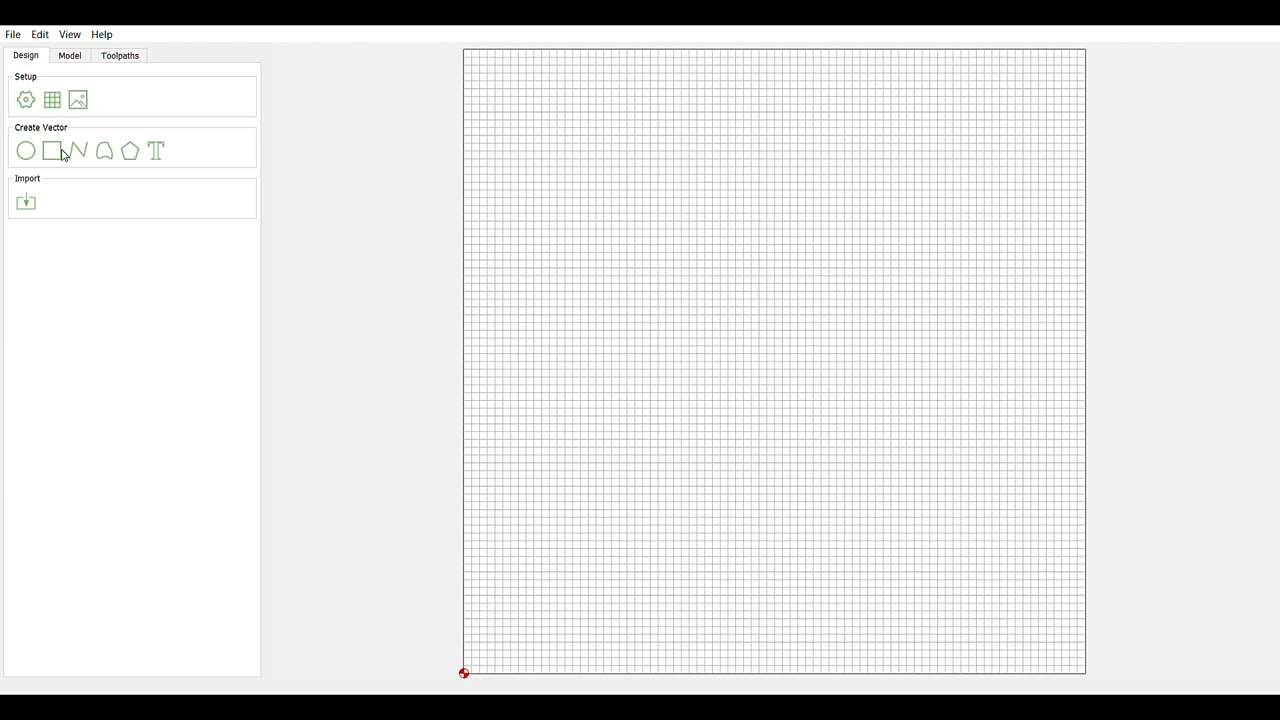 File Edit View Help
Design Model Toolpaths
Setup
Create Vector
Import